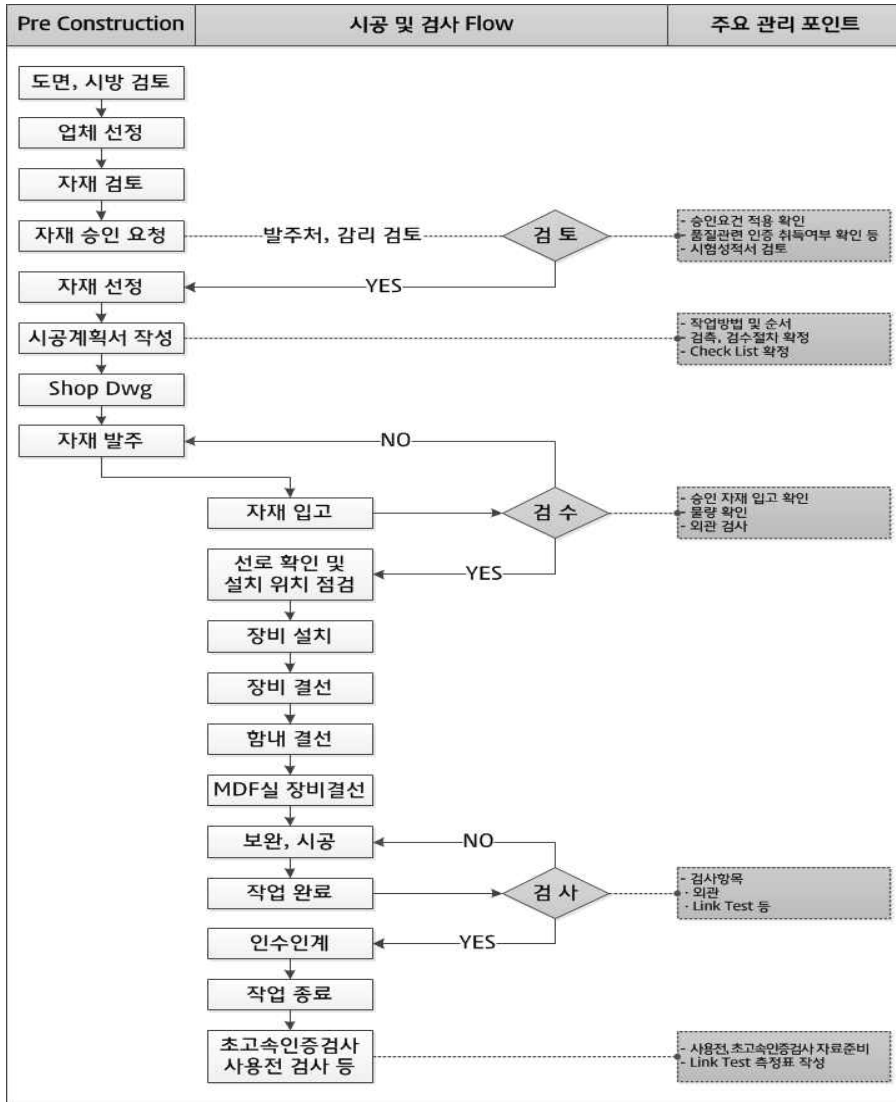 Pre Construction
시공 및 검사 Flow
주요 관리 포인트
도면, 시방 검토
업체 선정
자재 검토
자재 승인 요청
발주처, 감리 검토
검 토
- 승인요건 적용 확인
- 품질관련 인증 취득여부 확인 등
- 시험성적서 검토
자재 선정
YES
시공계획서 작성
- 작업방법 및 순서
- 검측, 검수절차 확정
- Check List 확정
Shop Dwg
자재 발주
NO
자재 입고
검 수
- 승인 자재 입고 확인
- 물량 확인
- 외관 검사
선로 확인 및
설치 위치 점검
YES
장비 설치
장비 결선
함내 결선
MDF실 장비결선
보완, 시공
NO
작업 완료
검 사
- 검사항목
· 외관
· Link Test 등
인수인계
YES
작업 종료
초고속인증검사
사용전 검사 등
- 사용전,초고속인증검사 자료준비
- Link Test 측정표 작성